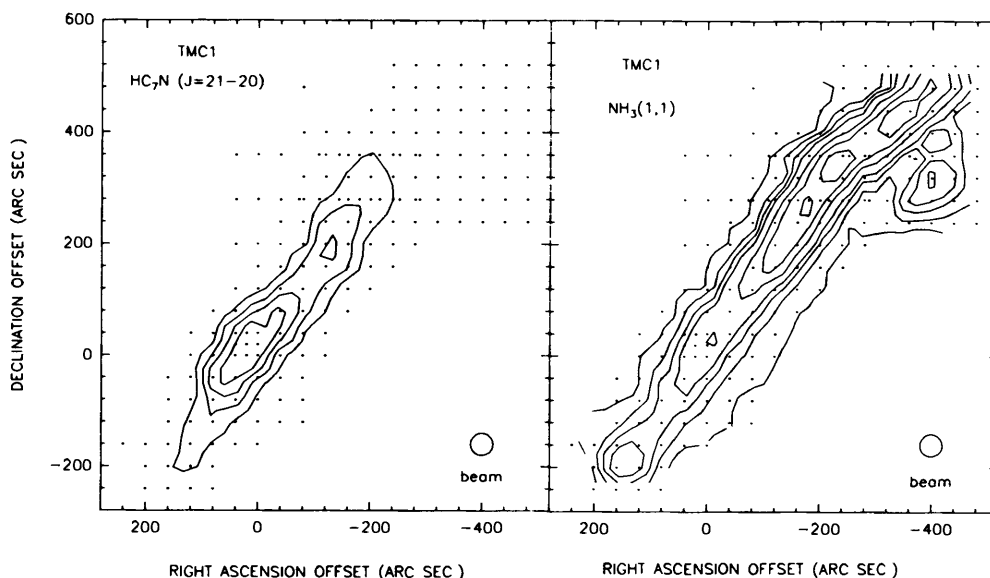 600
400
200
0
-200
DECLINATION OFFSET (ARC SEC)
TMC1
HC₇N (J=21-20)
beam
200 0 -200 -400
RIGHT ASCENSION OFFSET (ARC SEC)
TMC1
NH₃(1,1)
beam
200 0 -200 -400
RIGHT ASCENSION OFFSET (ARC SEC)